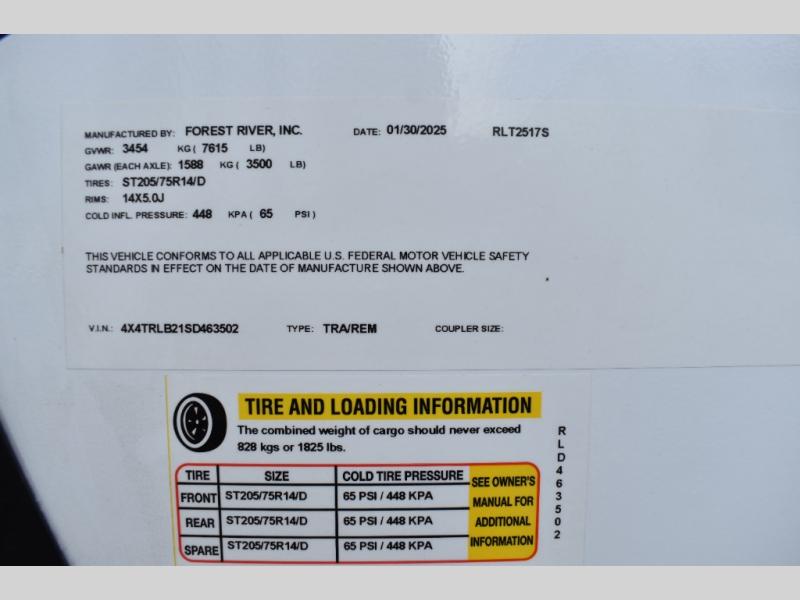 MANUFACTURED BY: FOREST RIVER, INC. DATE: 01/30/2025 RLT2517S
GVWR: 3454 KG ( 7615 LB)
GAWR (EACH AXLE): 1588 KG ( 3500 LB)
TIRES: ST205/75R14/D
RIMS: 14X5.0J
COLD INFL. PRESSURE: 448 KPA ( 65 PSI )
THIS VEHICLE CONFORMS TO ALL APPLICABLE U.S. FEDERAL MOTOR VEHICLE SAFETY
STANDARDS IN EFFECT ON THE DATE OF MANUFACTURE SHOWN ABOVE.
V.I.N.: 4X4TRLB21SD463502 TYPE: TRA/REM COUPLER SIZE:
TIRE AND LOADING INFORMATION
The combined weight of cargo should never exceed
828 kgs or 1825 lbs.
TIRE SIZE COLD TIRE PRESSURE
FRONT ST205/75R14/D 65 PSI / 448 KPA
REAR ST205/75R14/D 65 PSI / 448 KPA
SPARE ST205/75R14/D 65 PSI / 448 KPA
SEE OWNER'S
MANUAL FOR
ADDITIONAL
INFORMATION
RLD463502